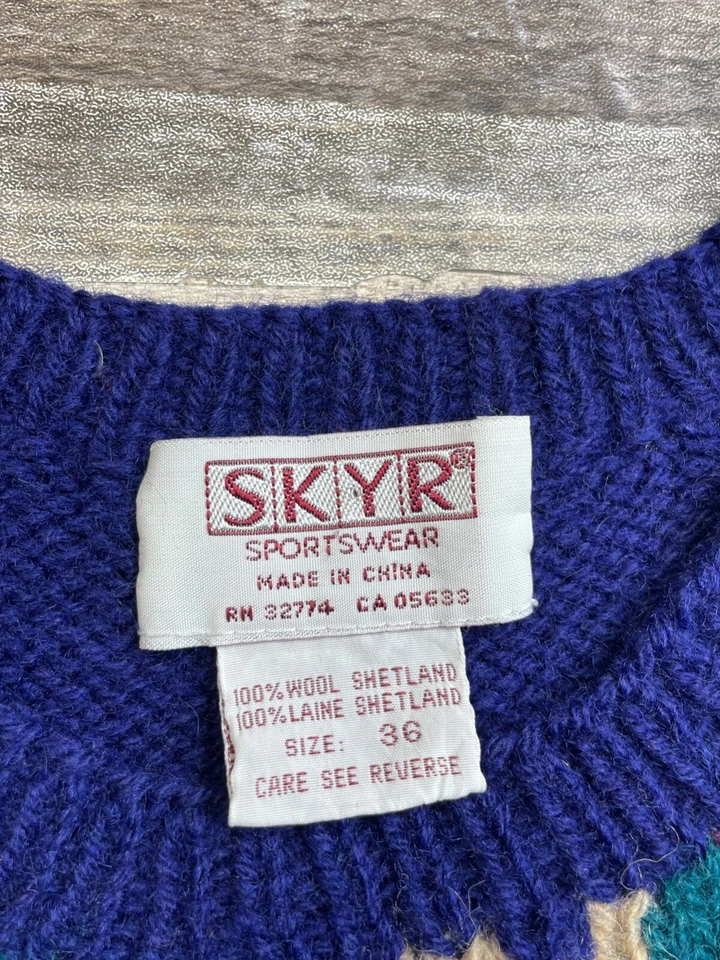 SKYR®
SPORTSWEAR
MADE IN CHINA
RN 32774 CA 05633
100% WOOL SHETLAND
100% LAINE SHETLAND
SIZE: 36
CARE SEE REVERSE